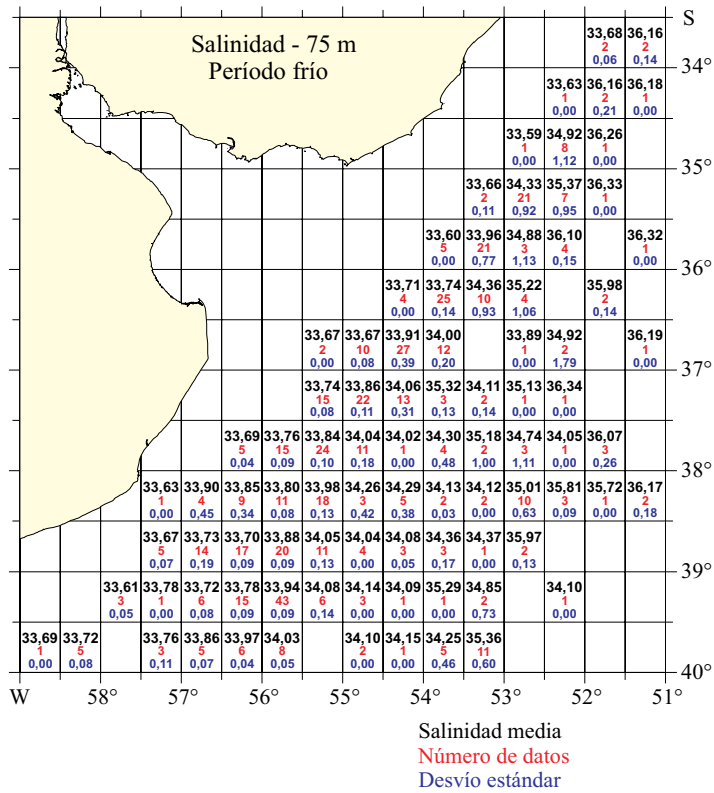 S
Salinidad - 75 m
Período frío
33,68 36,16
2 2
0,06 0,14
34°
33,63 36,16 36,18
1 2 1
0,00 0,21 0,00
33,59 34,92 36,26
1 8 1
0,00 1,12 0,00
35°
33,66 34,33 35,37 36,33
2 21 7 1
0,11 0,92 0,95 0,00
33,60 33,96 34,88 36,10 36,32
5 21 3 4 1
0,00 0,77 1,13 0,15 0,00
36°
33,71 33,74 34,36 35,22 35,98
4 25 10 4 2
0,00 0,14 0,93 1,06 0,14
33,67 33,67 33,91 34,00 33,89 34,92 36,19
2 10 27 12 1 2 1
0,00 0,08 0,39 0,20 0,00 1,79 0,00
37°
33,74 33,86 34,06 35,32 34,11 35,13 36,34
15 22 13 3 2 1 1
0,08 0,11 0,31 0,13 0,14 0,00 0,00
33,69 33,76 33,84 34,04 34,02 34,30 35,18 34,74 34,05 36,07
5 15 24 11 1 4 2 3 1 3
0,04 0,09 0,10 0,18 0,00 0,48 1,00 1,11 0,00 0,26
38°
33,63 33,90 33,85 33,80 33,98 34,26 34,29 34,13 34,12 35,01 35,81 35,72 36,17
1 4 9 11 18 3 5 2 2 10 3 1 2
0,00 0,45 0,34 0,08 0,13 0,42 0,38 0,03 0,00 0,63 0,09 0,00 0,18
33,67 33,73 33,70 33,88 34,05 34,04 34,08 34,36 34,37 35,97
5 14 17 20 11 4 3 3 1 2
0,07 0,19 0,09 0,09 0,13 0,00 0,05 0,17 0,00 0,13
39°
33,61 33,78 33,72 33,78 33,94 34,08 34,14 34,09 35,29 34,85 34,10
3 1 6 15 43 6 3 1 1 2 1
0,05 0,00 0,08 0,09 0,09 0,14 0,00 0,00 0,00 0,73 0,00
33,69 33,72 33,76 33,86 33,97 34,03 34,10 34,15 34,25 35,36
1 5 3 5 6 8 2 1 5 11
0,00 0,08 0,11 0,07 0,04 0,05 0,00 0,00 0,46 0,60
40°
W 58° 57° 56° 55° 54° 53° 52° 51°
Salinidad media
Número de datos
Desvío estándar